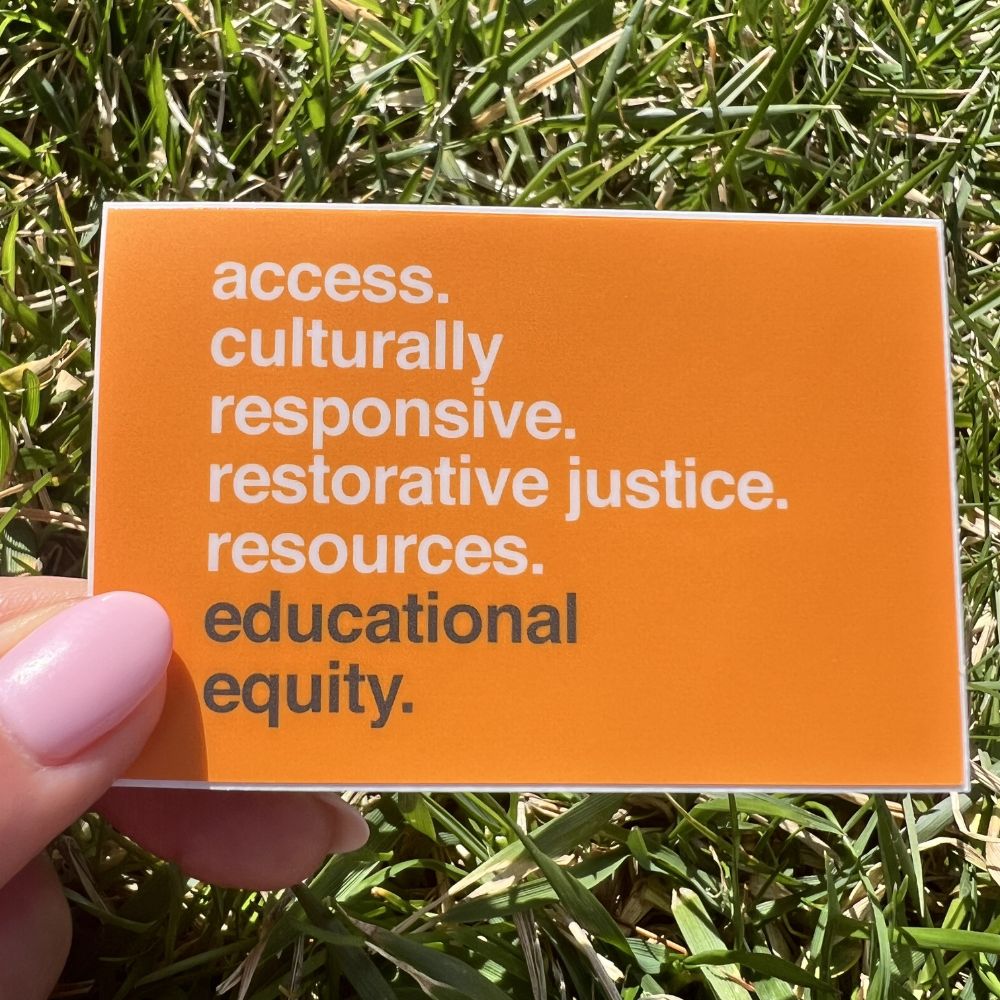 access.
culturally
responsive.
restorative justice.
resources.
educational
equity.